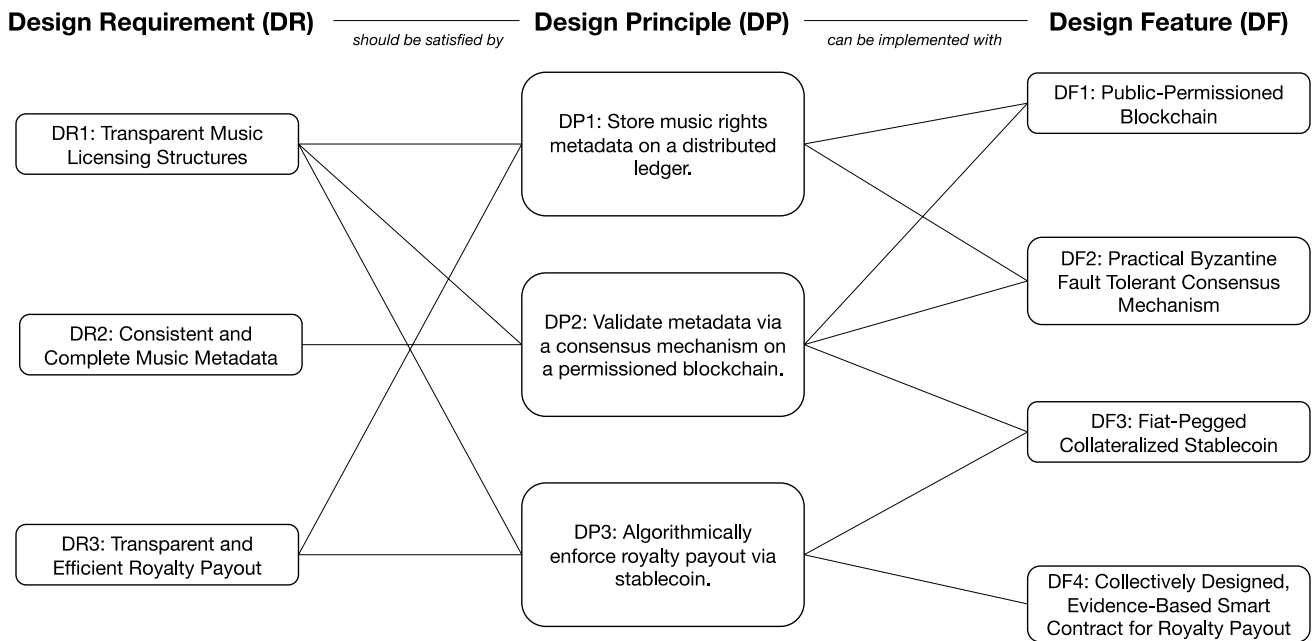 Design Requirement (DR)
should be satisfied by
Design Principle (DP)
can be implemented with
Design Feature (DF)
DR1: Transparent Music
Licensing Structures
DR2: Consistent and
Complete Music Metadata
DR3: Transparent and
Efficient Royalty Payout
DP1: Store music rights
metadata on a distributed
ledger.
DP2: Validate metadata via
a consensus mechanism on
a permissioned blockchain.
DP3: Algorithmically
enforce royalty payout via
stablecoin.
DF1: Public-Permissioned
Blockchain
DF2: Practical Byzantine
Fault Tolerant Consensus
Mechanism
DF3: Fiat-Pegged
Collateralized Stablecoin
DF4: Collectively Designed,
Evidence-Based Smart
Contract for Royalty Payout